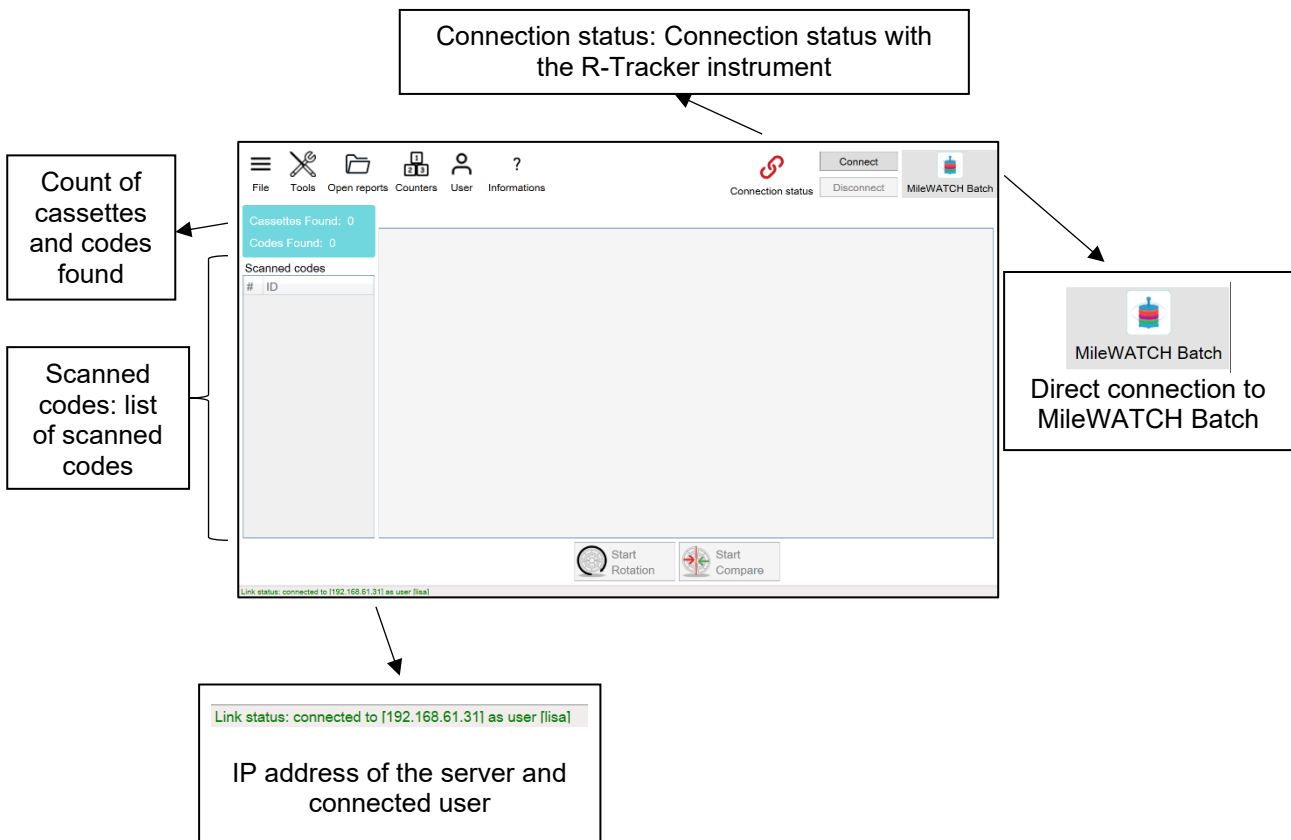 Connection status: Connection status with
the R-Tracker instrument
Count of
cassettes
and codes
found
Scanned
codes: list
of scanned
codes
File
Tools
Open reports
Counters
User
?
Informations
Connection status
Connect
Disconnect
MileWATCH Batch
Cassettes Found: 0
Codes Found: 0
Scanned codes
# ID
1
2 3
Start
Rotation
Start
Compare
Link status: connected to [192.168.61.31] as user [lisa]
MileWATCH Batch
Direct connection to
MileWATCH Batch
Link status: connected to [192.168.61.31] as user [lisa]
IP address of the server and
connected user